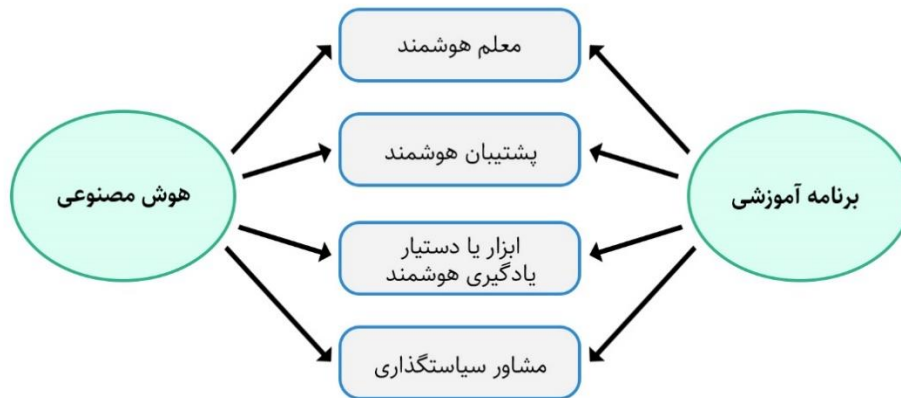 معلم هوشمند
پشتیبان هوشمند
هوش مصنوعی
برنامه آموزشی
ابزار یا دستیار
یادگیری هوشمند
مشاور سیاستگذاری